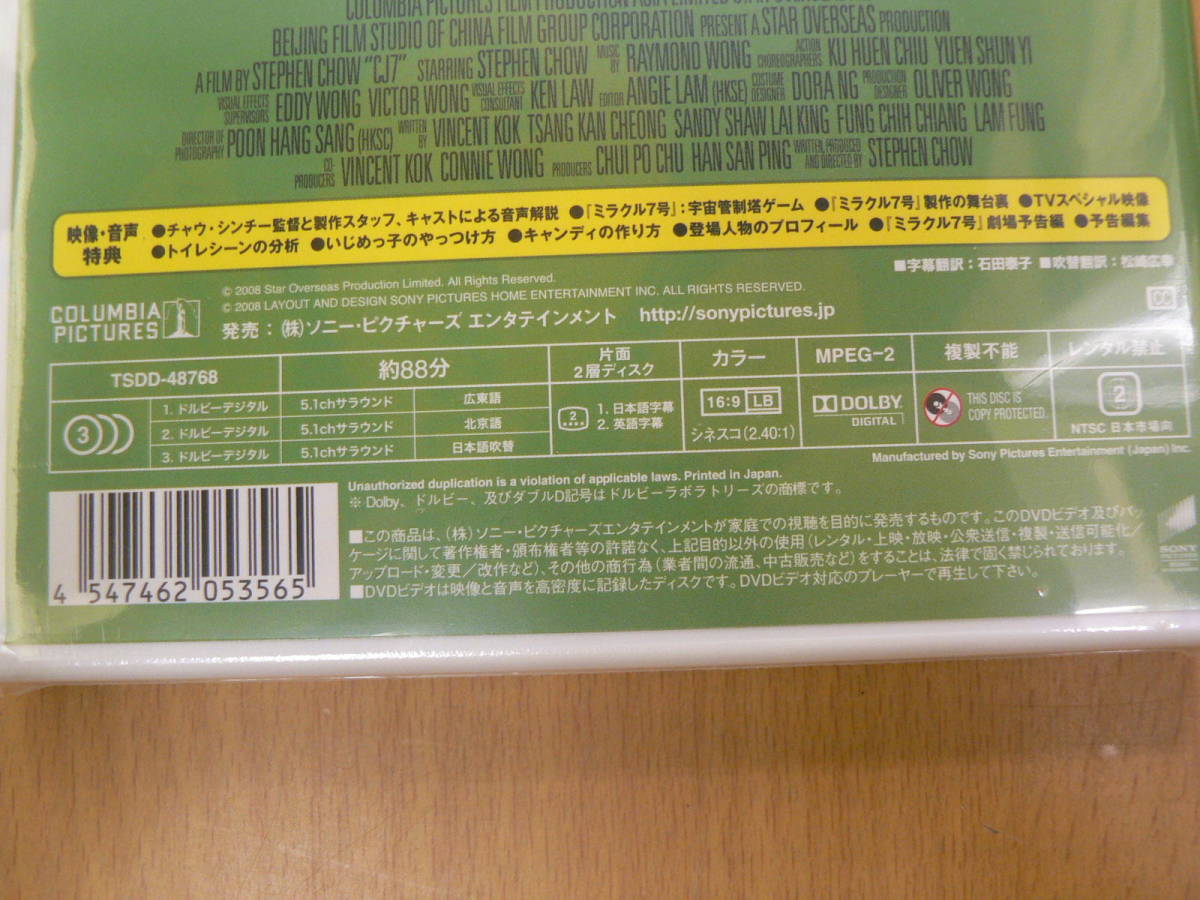 COLUMBIA PICTURES FILM PRODUCTION ASIA LIMITED STAR OVERSEAS
BEIJING FILM STUDIO OF CHINA FILM GROUP CORPORATION PRESENT A STAR OVERSEAS PRODUCTION
A FILM BY STEPHEN CHOW "CJ7" STARRING STEPHEN CHOW MUSIC BY RAYMOND WONG ACTION CHOREOGRAPHERS KU HUEN CHIU YUEN SHUN YI
VISUAL EFFECTS SUPERVISORS EDDY WONG VICTOR WONG VISUAL EFFECTS CONSULTANT KEN LAW EDITOR ANGIE LAM (HKSE) COSTUME DESIGNER DORA NG PRODUCTION DESIGNER OLIVER WONG
DIRECTOR OF PHOTOGRAPHY POON HANG SANG (HKSC) WRITTEN BY VINCENT KOK TSANG KAN CHEONG SANDY SHAW LAI KING FUNG CHIH CHIANG LAM FUNG
CO-PRODUCERS VINCENT KOK CONNIE WONG PRODUCERS CHUI PO CHU HAN SAN PING WRITTEN, PRODUCED AND DIRECTED BY STEPHEN CHOW
映像・音声特典
●チャウ・シンチー監督と製作スタッフ、キャストによる音声解説 ●『ミラクル7号』:宇宙管制塔ゲーム ●『ミラクル7号』製作の舞台裏 ●TVスペシャル映像
●トイレシーンの分析 ●いじめっ子のやっつけ方 ●キャンディの作り方 ●登場人物のプロフィール ●『ミラクル7号』劇場予告編 ●予告編集
■字幕翻訳:石田泰子 ■吹替翻訳:松崎広幸
COLUMBIA PICTURES
© 2008 Star Overseas Production Limited. All Rights Reserved.
© 2008 LAYOUT AND DESIGN SONY PICTURES HOME ENTERTAINMENT INC. ALL RIGHTS RESERVED.
発売:(株)ソニー・ピクチャーズ エンタテインメント http://sonypictures.jp
CC
TSDD-48768 約88分 片面2層ディスク カラー MPEG-2 複製不能 レンタル禁止
3
1. ドルビーデジタル 5.1chサラウンド 広東語
2. ドルビーデジタル 5.1chサラウンド 北京語
3. ドルビーデジタル 5.1chサラウンド 日本語吹替
2
1. 日本語字幕
2. 英語字幕
16:9 LB
シネスコ(2.40:1)
DOLBY DIGITAL
THIS DISC IS COPY PROTECTED.
2
NTSC 日本市場向
Manufactured by Sony Pictures Entertainment (Japan) Inc.
Unauthorized duplication is a violation of applicable laws. Printed in Japan.
※ Dolby、ドルビー、及びダブルD記号はドルビーラボラトリーズの商標です。
■この商品は、(株)ソニー・ピクチャーズエンタテインメントが家庭での視聴を目的に発売するものです。このDVDビデオ及びパッ
ケージに関して著作権者・頒布権者等の許諾なく、上記目的以外の使用(レンタル・上映・放映・公衆送信・複製・送信可能化/
アップロード・変更/改作など)、その他の商行為(業者間の流通、中古販売など)をすることは、法律で固く禁じられております。
■DVDビデオは映像と音声を高密度に記録したディスクです。DVDビデオ対応のプレーヤーで再生して下さい。
4 547462 053565
SONY